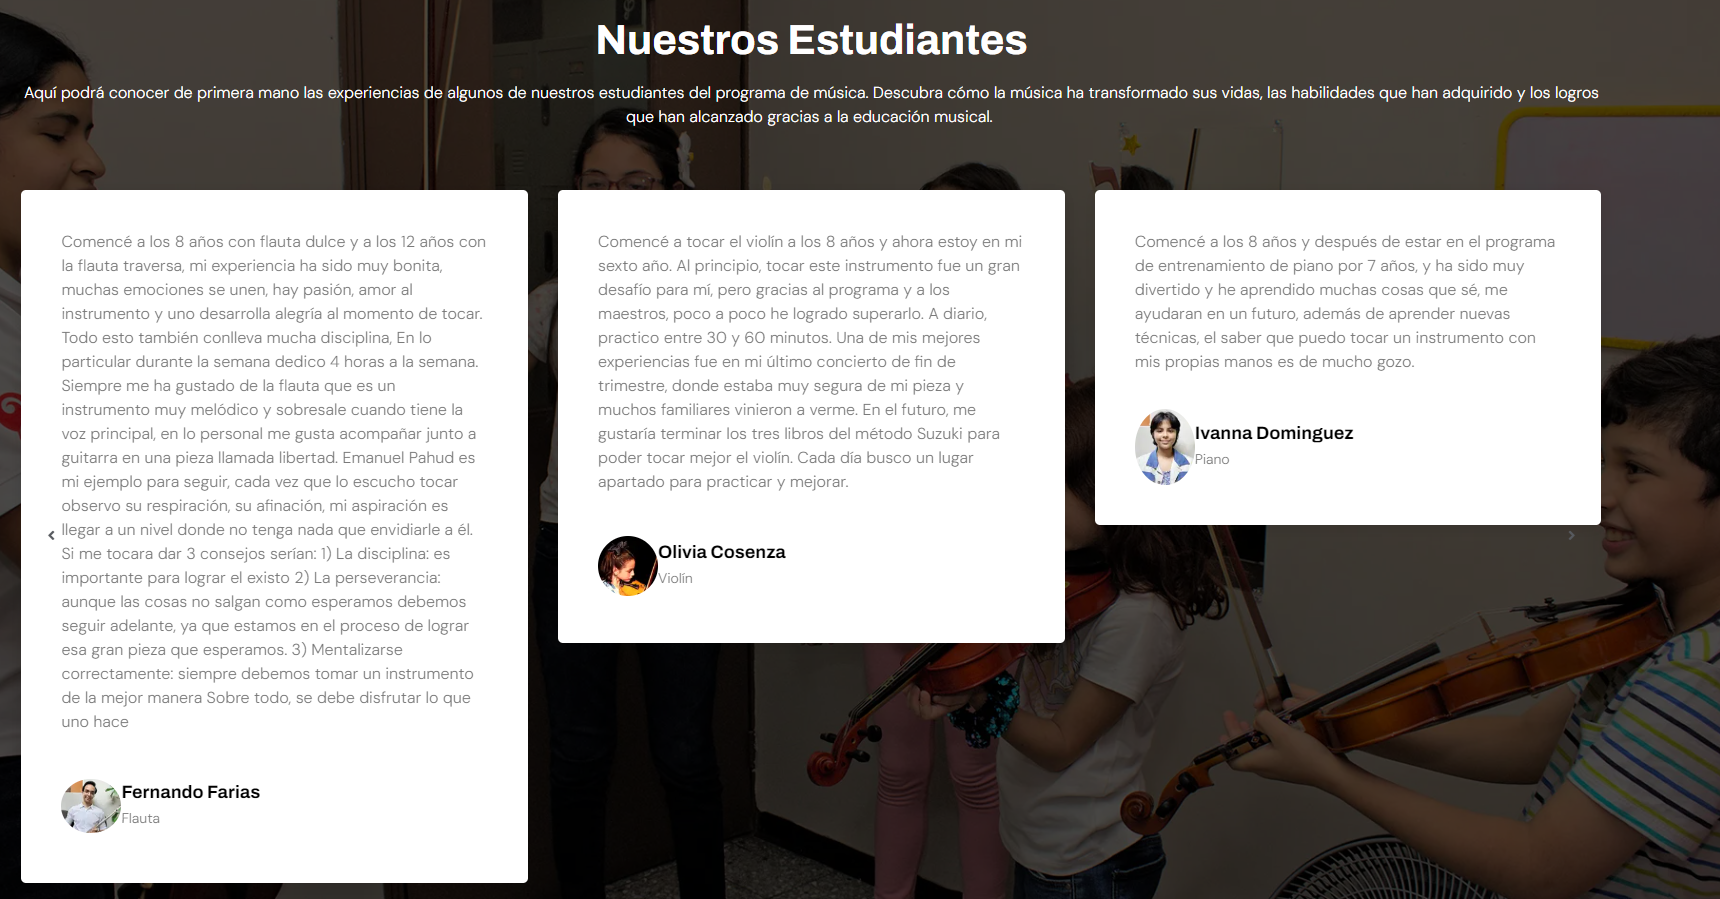 Nuestros Estudiantes
Aquí podrá conocer de primera mano las experiencias de algunos de nuestros estudiantes del programa de música. Descubra cómo la música ha transformado sus vidas, las habilidades que han adquirido y los logros
que han alcanzado gracias a la educación musical.
Comencé a los 8 años con flauta dulce y a los 12 años con
la flauta traversa, mi experiencia ha sido muy bonita,
muchas emociones se unen, hay pasión, amor al
instrumento y uno desarrolla alegría al momento de tocar.
Todo esto también conlleva mucha disciplina, En lo
particular durante la semana dedico 4 horas a la semana.
Siempre me ha gustado de la flauta que es un
instrumento muy melódico y sobresale cuando tiene la
voz principal, en lo personal me gusta acompañar junto a
guitarra en una pieza llamada libertad. Emanuel Pahud es
mi ejemplo para seguir, cada vez que lo escucho tocar
observo su respiración, su afinación, mi aspiración es
llegar a un nivel donde no tenga nada que envidiarle a él.
Si me tocara dar 3 consejos serían: 1) La disciplina: es
importante para lograr el existo 2) La perseverancia:
aunque las cosas no salgan como esperamos debemos
seguir adelante, ya que estamos en el proceso de lograr
esa gran pieza que esperamos. 3) Mentalizarse
correctamente: siempre debemos tomar un instrumento
de la mejor manera Sobre todo, se debe disfrutar lo que
uno hace
Fernando Farias
Flauta
Comencé a tocar el violín a los 8 años y ahora estoy en mi
sexto año. Al principio, tocar este instrumento fue un gran
desafío para mí, pero gracias al programa y a los
maestros, poco a poco he logrado superarlo. A diario,
practico entre 30 y 60 minutos. Una de mis mejores
experiencias fue en mi último concierto de fin de
trimestre, donde estaba muy segura de mi pieza y
muchos familiares vinieron a verme. En el futuro, me
gustaría terminar los tres libros del método Suzuki para
poder tocar mejor el violín. Cada día busco un lugar
apartado para practicar y mejorar.
Olivia Cosenza
Violín
Comencé a los 8 años y después de estar en el programa
de entrenamiento de piano por 7 años, y ha sido muy
divertido y he aprendido muchas cosas que sé, me
ayudaran en un futuro, además de aprender nuevas
técnicas, el saber que puedo tocar un instrumento con
mis propias manos es de mucho gozo.
Ivanna Dominguez
Piano